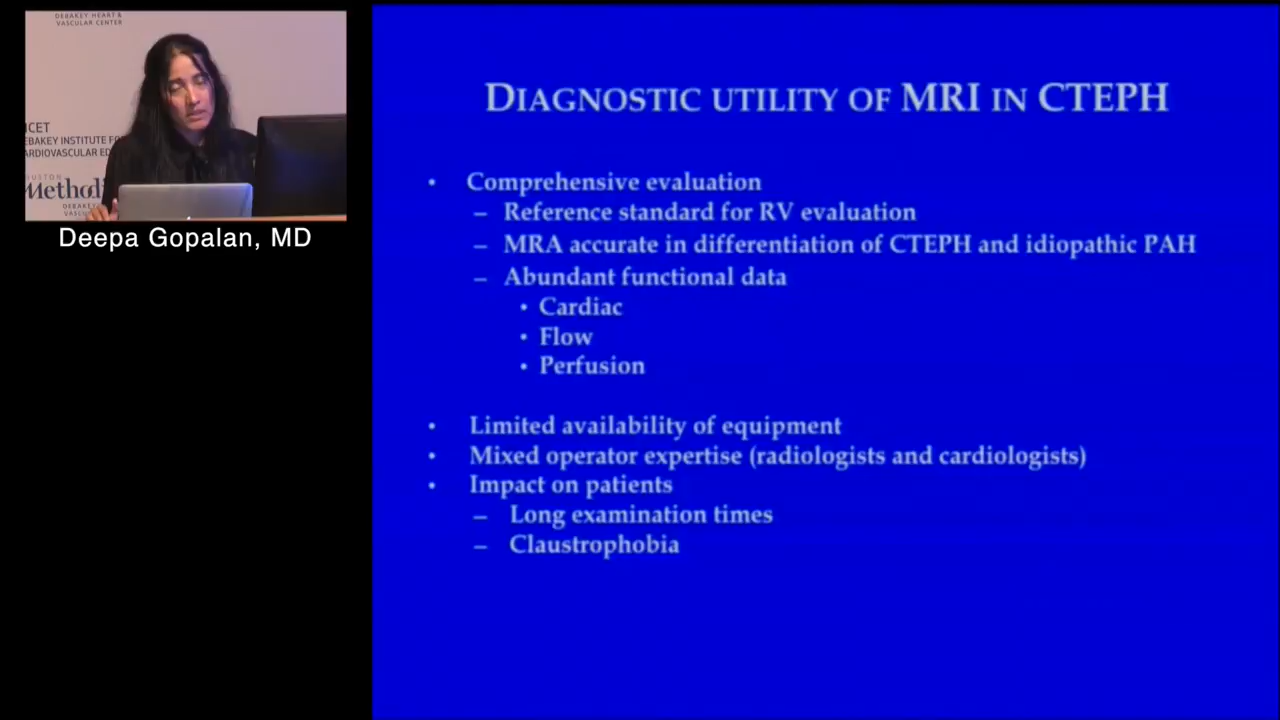 DEBAKEY HEART &
VASCULAR CENTER
DEBAKEY INSTITUTE FO
CARDIOVASCULAR ED
Methodi
DEBAKEY
VASC
Deepa Gopalan, MD
DIAGNOSTIC UTILITY OF MRI IN CTEPH
• Comprehensive evaluation
– Reference standard for RV evaluation
– MRA accurate in differentiation of CTEPH and idiopathic PAH
– Abundant functional data
• Cardiac
• Flow
• Perfusion
• Limited availability of equipment
• Mixed operator expertise (radiologists and cardiologists)
• Impact on patients
– Long examination times
– Claustrophobia